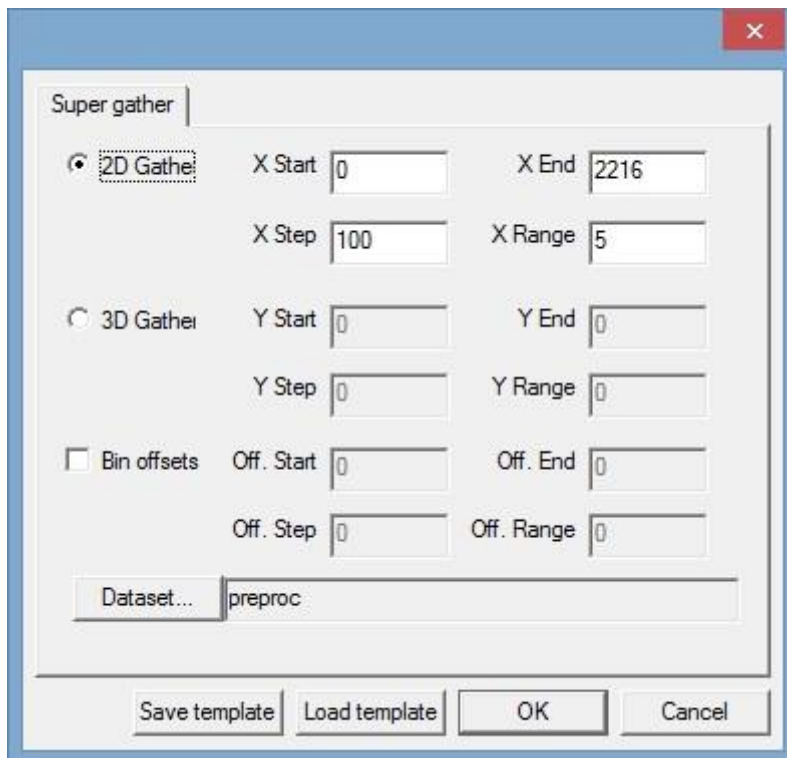 Super gather
2D Gathe X Start 0 X End 2216
X Step 100 X Range 5
3D Gathe X Y Start 0 Y End 0
Y Step 0 Y Range 0
Bin offsets Off. Start 0 Off. End 0
Off. Step 0 Off. Range 0
Dataset... preproc
Save template Load template OK Cancel